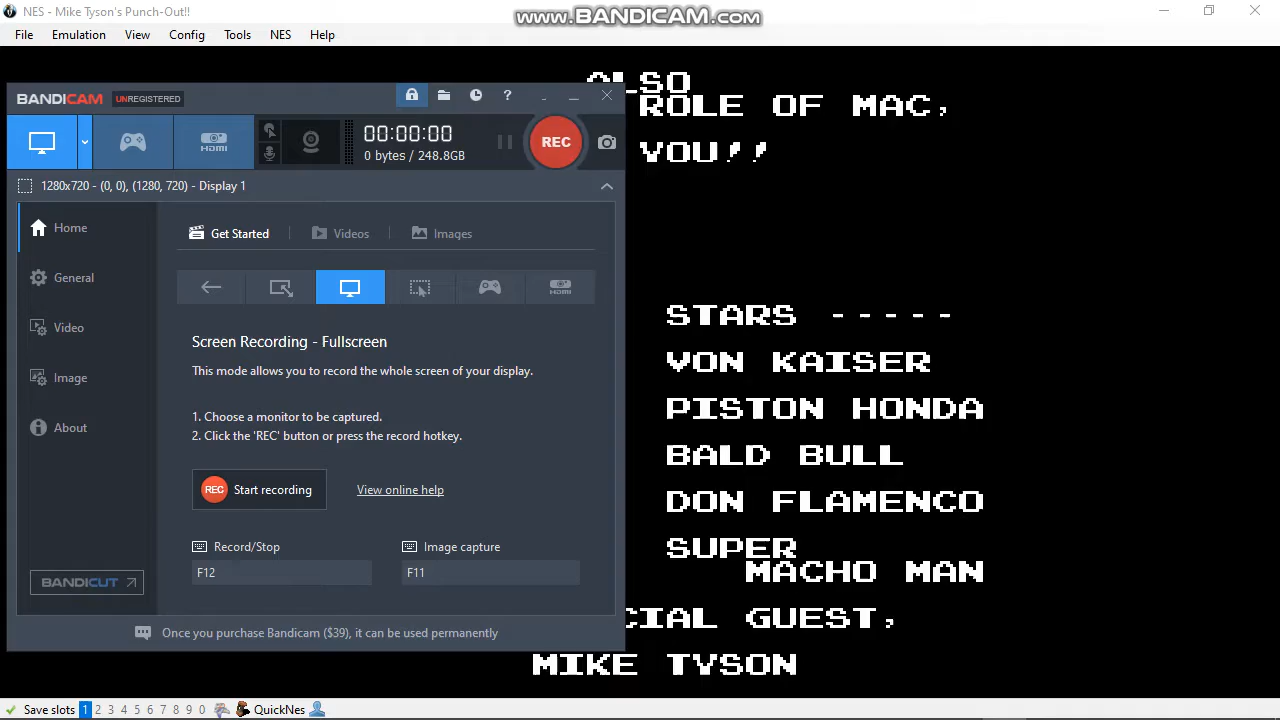 NES - Mike Tyson's Punch-Out!!
www.BANDICAM.com
File Emulation View Config Tools NES Help
ALSO
ROLE OF MAC,
YOU!!
BANDICAM UNREGISTERED
?
00:00:00
0 bytes / 248.8GB
REC
HDMI
1280x720 - (0, 0), (1280, 720) - Display 1
Home
General
Video
Image
About
BANDICUT
Get Started Videos Images
HDMI
Screen Recording - Fullscreen
This mode allows you to record the whole screen of your display.
1. Choose a monitor to be captured.
2. Click the 'REC' button or press the record hotkey.
REC Start recording View online help
Record/Stop Image capture
F12 F11
Once you purchase Bandicam ($39), it can be used permanently
STARS -----
VON KAISER
PISTON HONDA
BALD BULL
DON FLAMENCO
SUPER
MACHO MAN
CIAL GUEST,
MIKE TYSON
Save slots 1 2 3 4 5 6 7 8 9 0 QuickNes